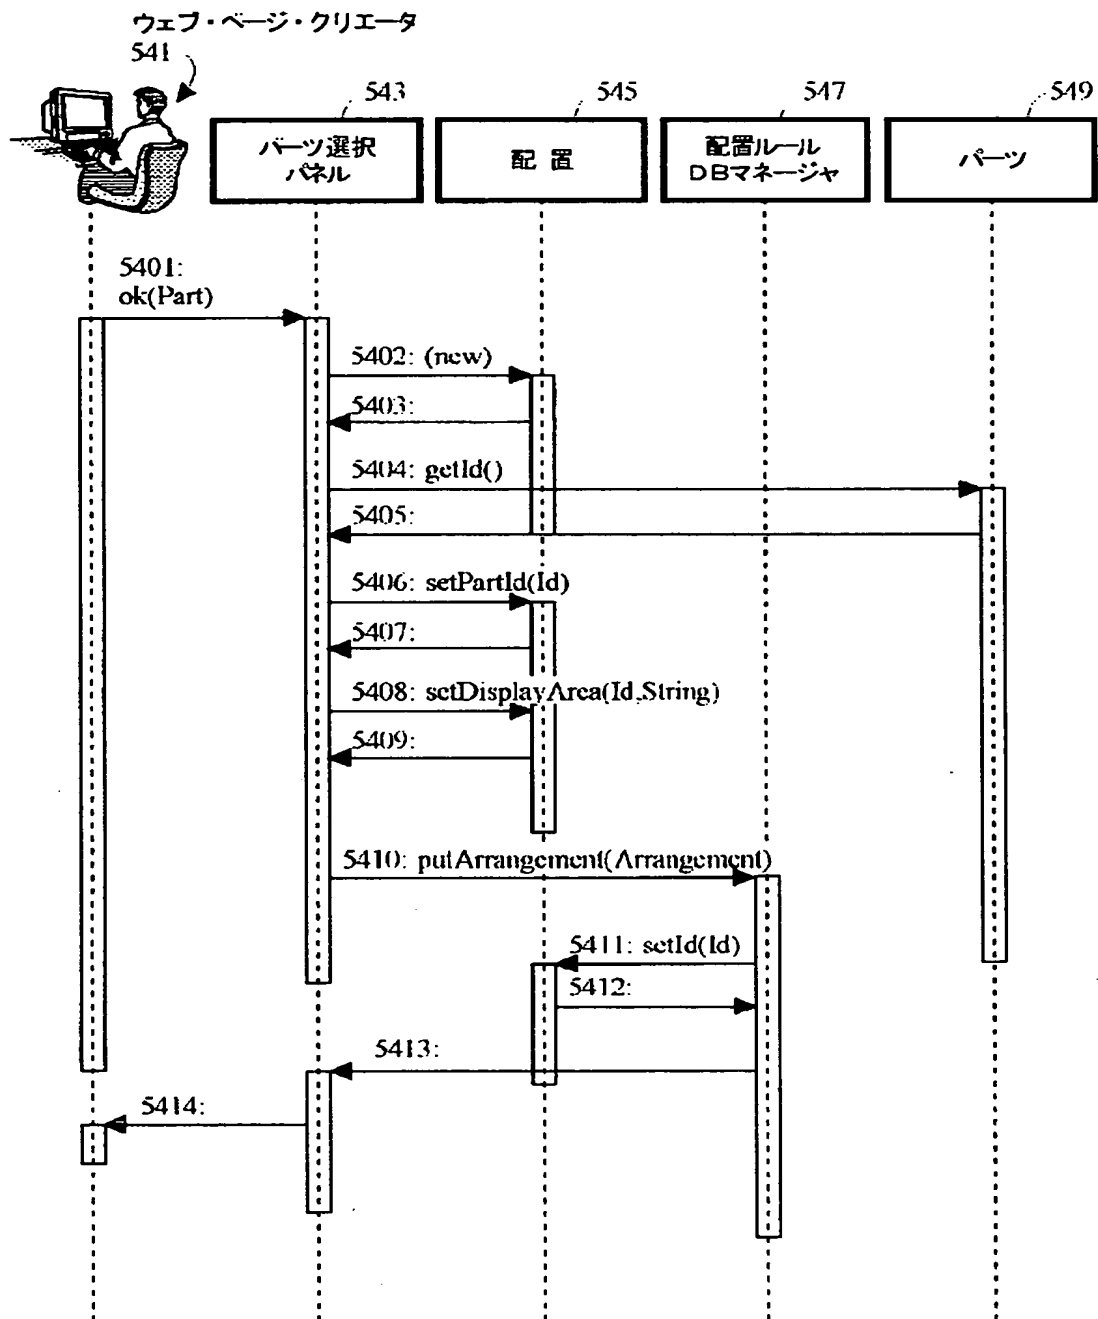 ウェブ・ページ・クリエータ
541
543
545
547
549
パーツ選択
パネル
配置
配置ルール
DBマネージャ
パーツ
5401:
ok(Part)
5402: (new)
5403:
5404: getId()
5405:
5406: setPartId(Id)
5407:
5408: setDisplayArea(Id,String)
5409:
5410: putArrangement(Arrangement)
5411: setId(Id)
5412:
5413:
5414: